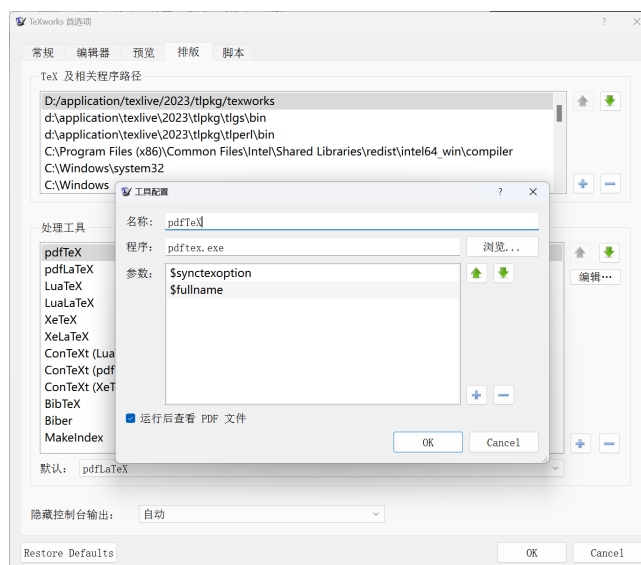 TeXworks 首选项
常规 编辑器 预览 排版 脚本
TeX 及相关程序路径
D:/application/texlive/2023/tlpkg/texworks
d:\application\texlive\2023\tlpkg\tlgs\bin
d:\application\texlive\2023\tlpkg\tlperl\bin
C:\Program Files (x86)\Common Files\Intel\Shared Libraries\redist\intel64_win\compiler
C:\Windows\system32
C:\Windows
处理工具
pdfTeX
pdfLaTeX
LuaTeX
LuaLaTeX
XeTeX
XeLaTeX
ConTeXt (Lua
ConTeXt (pdf
ConTeXt (XeT
BibTeX
Biber
MakeIndex
编辑…
默认: pdfLaTeX
隐藏控制台输出: 自动
Restore Defaults OK Cancel
工具配置
名称: pdfTeX
程序: pdftex.exe 浏览...
参数: $synctexoption
$fullname
运行后查看 PDF 文件
OK Cancel